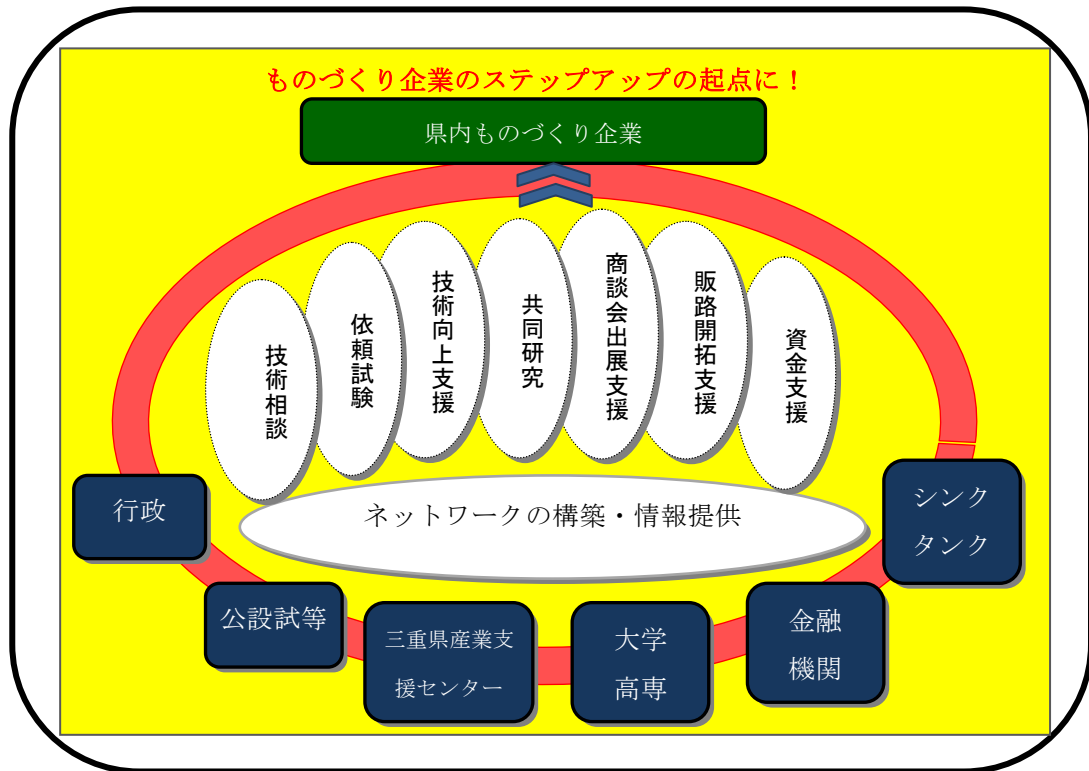 ものづくり企業のステップアップの起点に！
県内ものづくり企業
技術相談
依頼試験
技術向上支援
共同研究
商談会出展支援
販路開拓支援
資金支援
ネットワークの構築・情報提供
行政
公設試等
三重県産業支
援センター
大学
高専
金融
機関
シンク
タンク